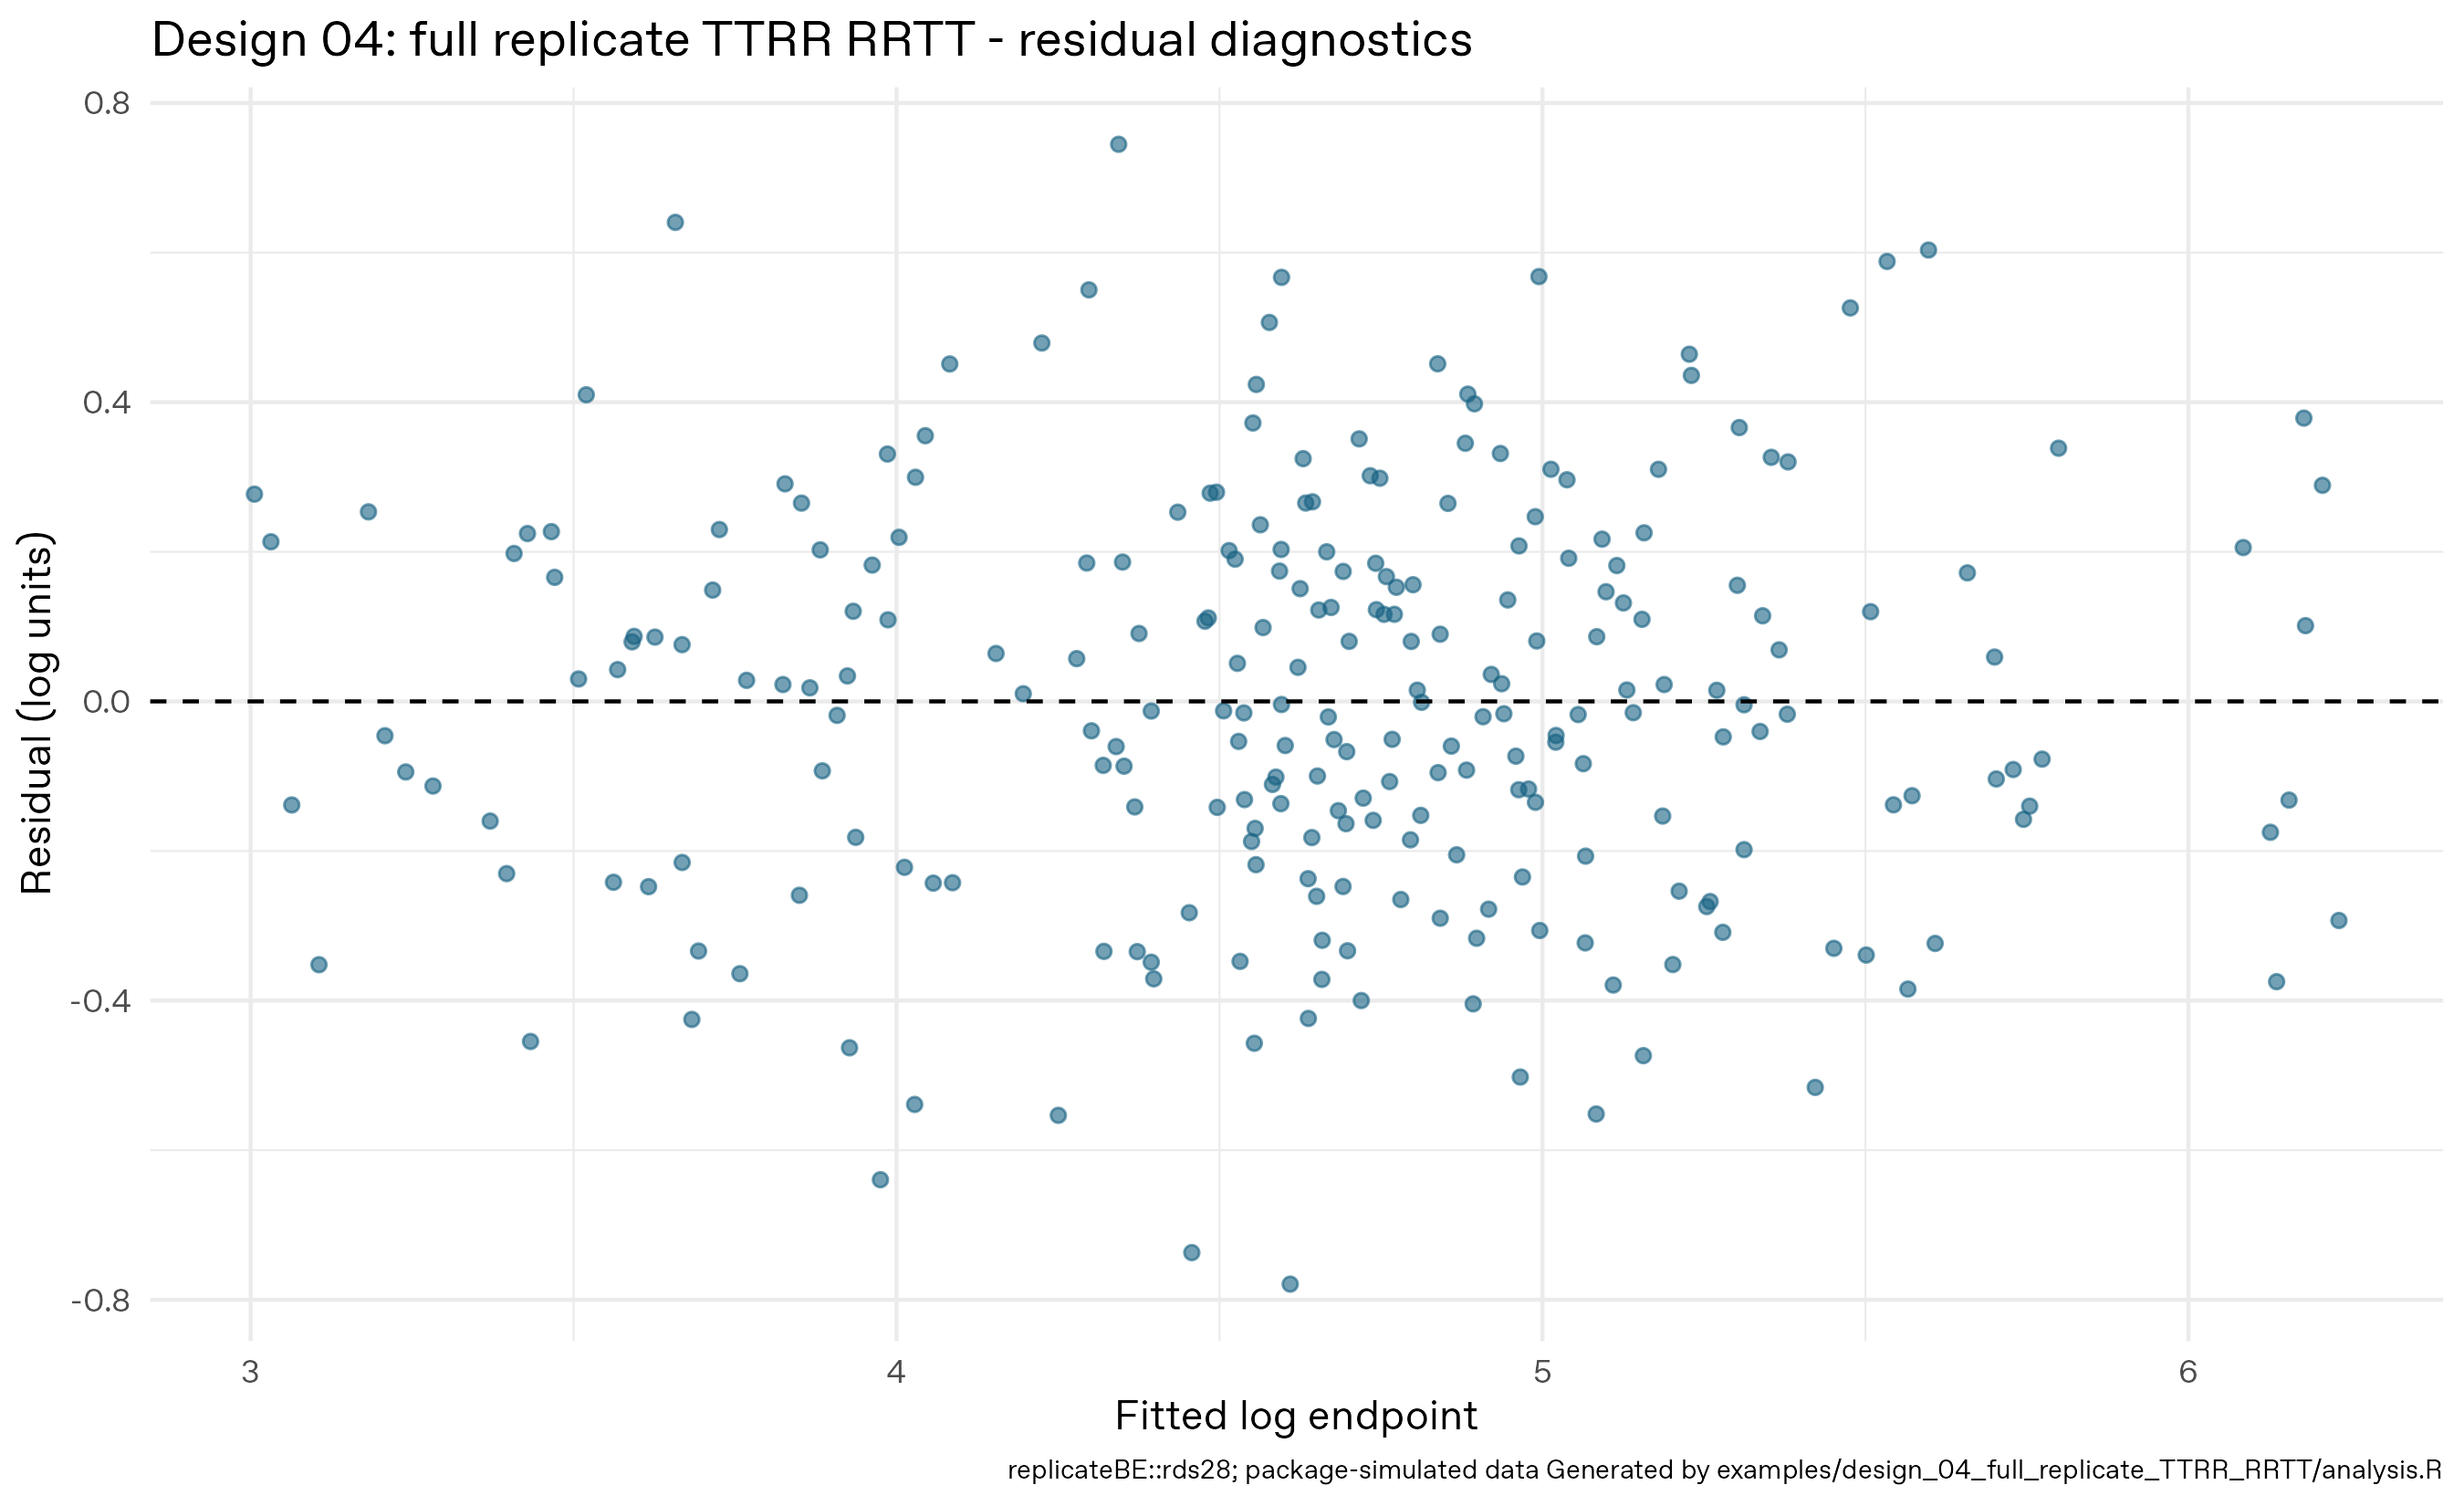 Design 04: full replicate TTRR RRTT - residual diagnostics
0.8
0.4
0.0
-0.4
-0.8
Residual (log units)
3
4
5
6
Fitted log endpoint
replicateBE::rds28; package-simulated data Generated by examples/design_04_full_replicate_TTRR_RRTT/analysis.R